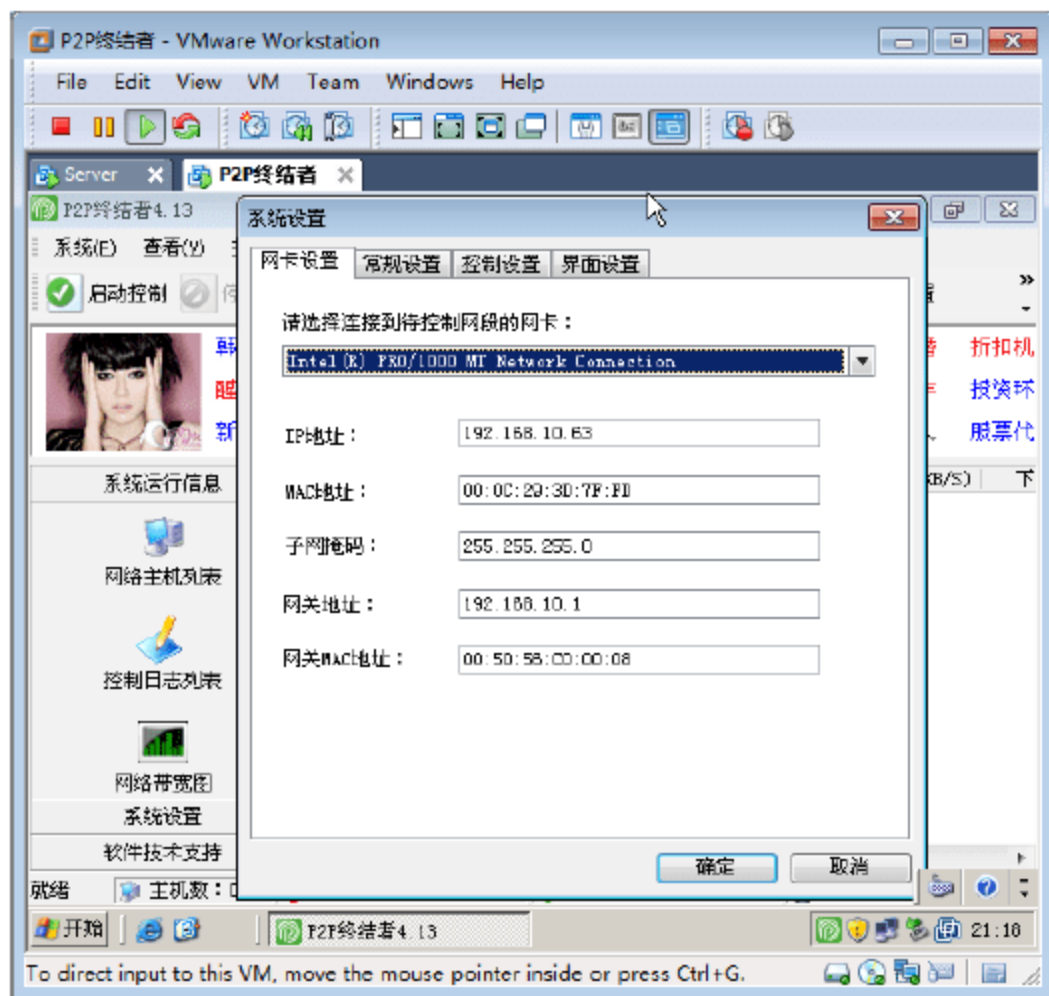 P2P终结者 - VMware Workstation
File Edit View VM Team Windows Help
Server P2P终结者
P2P终结者4.13
系统设置
系统(E) 查看(V)
网卡设置 常规设置 控制设置 界面设置
启动控制
请选择连接到待控制网段的网卡：
折扣机
Intel(R) PRO/1000 MT Network Connection
投资环
IP地址： 192.168.10.63
股票代
系统运行信息
KB/S) 下
MAC地址： 00:0C:29:3D:7F:FD
子网掩码： 255.255.255.0
网络主机列表
网关地址： 192.168.10.1
网关MAC地址： 00:50:56:C0:00:08
控制日志列表
网络带宽图
系统设置
软件技术支持
确定 取消
就绪 主机数：0
开始 P2P终结者4.13 21:18
To direct input to this VM, move the mouse pointer inside or press Ctrl+G.